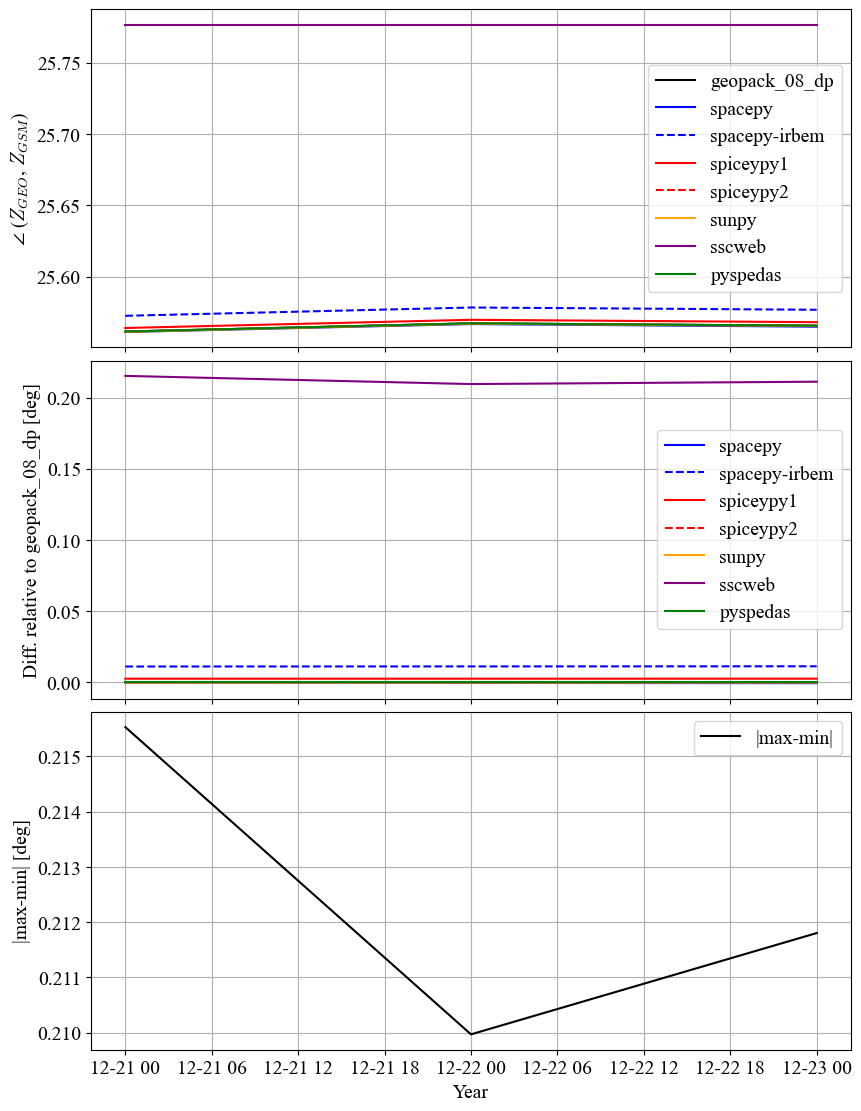 ∠ (Z_GEO, Z_GSM)
25.75
25.70
25.65
25.60
geopack_08_dp
spacepy
spacepy-irbem
spiceypy1
spiceypy2
sunpy
sscweb
pyspedas
Diff. relative to geopack_08_dp [deg]
0.20
0.15
0.10
0.05
0.00
spacepy
spacepy-irbem
spiceypy1
spiceypy2
sunpy
sscweb
pyspedas
|max-min| [deg]
0.215
0.214
0.213
0.212
0.211
0.210
|max-min|
12-21 00 12-21 06 12-21 12 12-21 18 12-22 00 12-22 06 12-22 12 12-22 18 12-23 00
Year